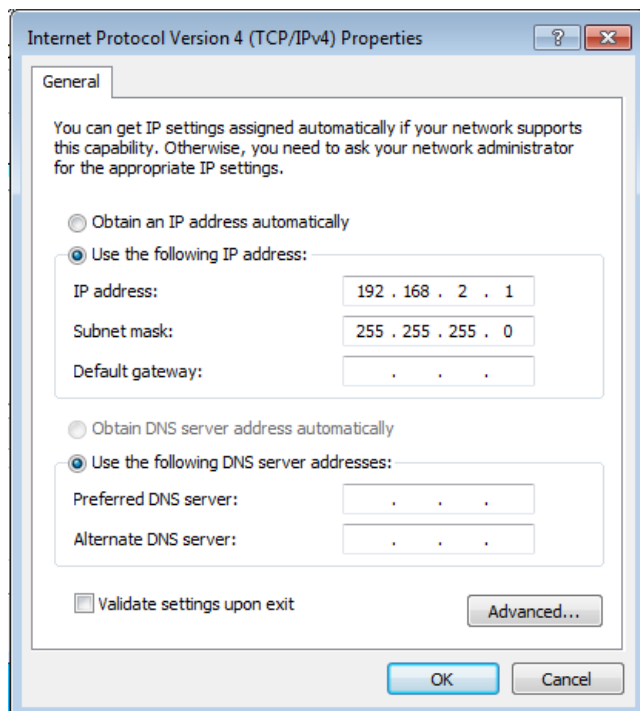 Internet Protocol Version 4 (TCP/IPv4) Properties
?
General
You can get IP settings assigned automatically if your network supports
this capability. Otherwise, you need to ask your network administrator
for the appropriate IP settings.
Obtain an IP address automatically
Use the following IP address:
IP address: 192 . 168 . 2 . 1
Subnet mask: 255 . 255 . 255 . 0
Default gateway: . . .
Obtain DNS server address automatically
Use the following DNS server addresses:
Preferred DNS server: . . .
Alternate DNS server: . . .
Validate settings upon exit
Advanced...
OK Cancel